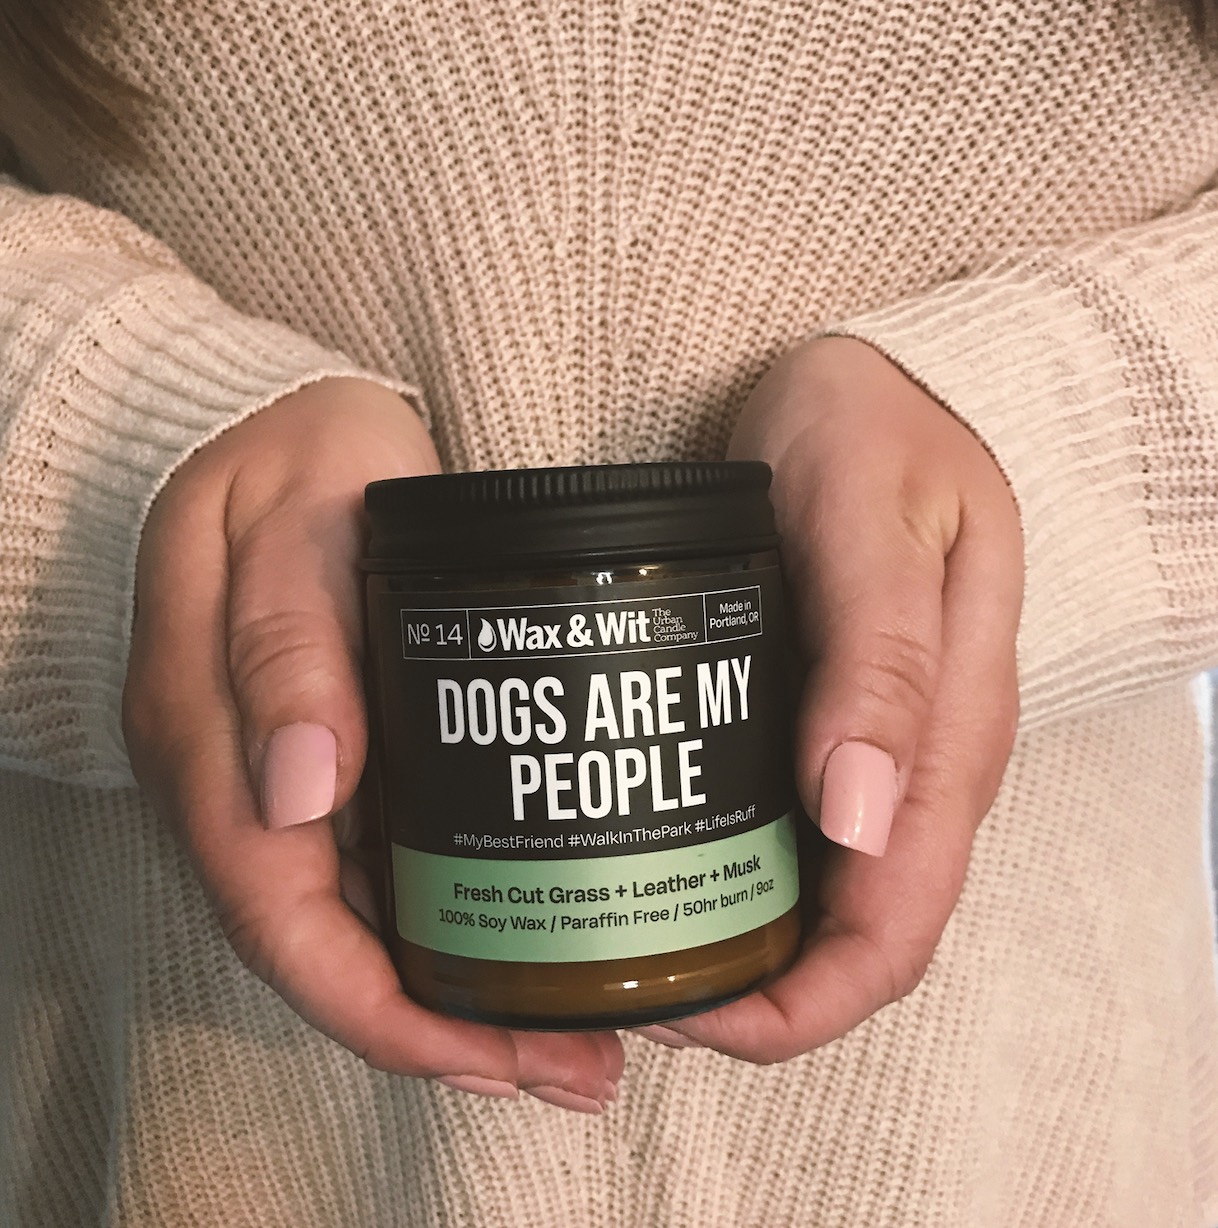 Nº 14
Wax & Wit
The
Urban
Candle
Company
Made in
Portland, OR
DOGS ARE MY
PEOPLE
#MyBestFriend #WalkInThePark #LifeIsRuff
Fresh Cut Grass + Leather + Musk
100% Soy Wax / Paraffin Free / 50hr burn / 9oz